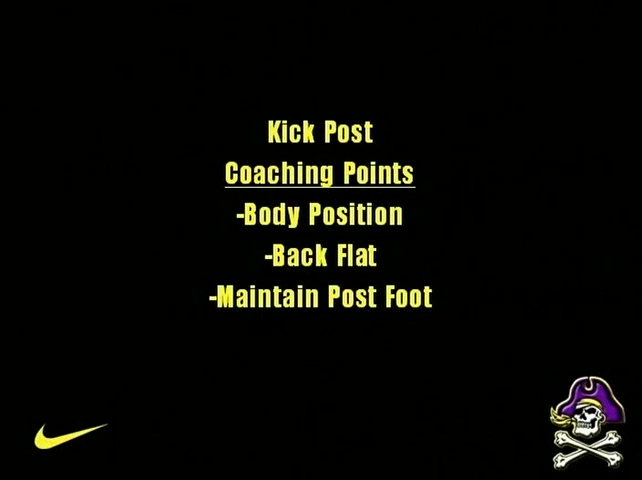 Kick Post
Coaching Points
-Body Position
-Back Flat
-Maintain Post Foot